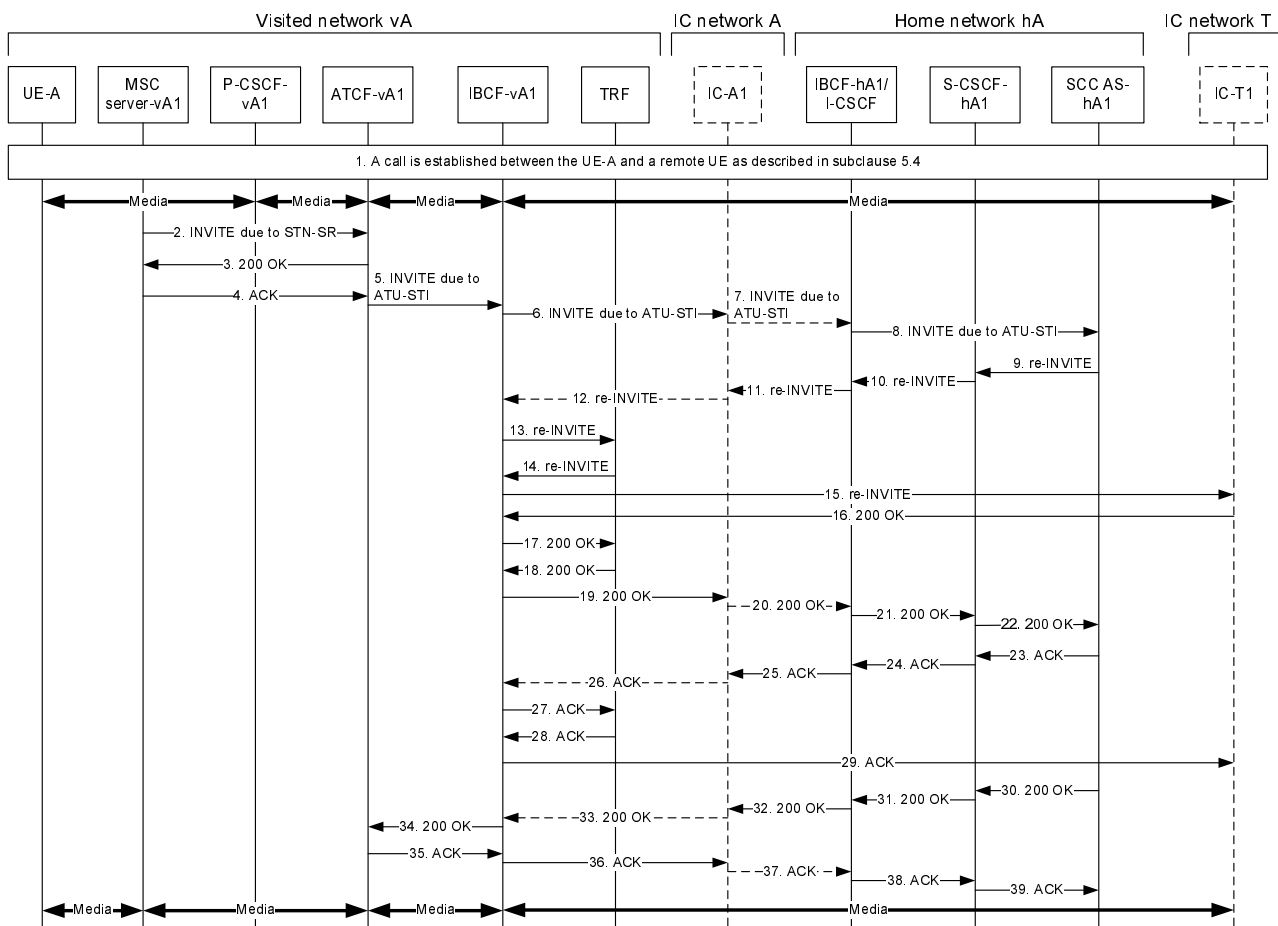 Visited network vA
IC network A
Home network hA
IC network T
UE-A
MSC
server-vA1
P-CSCF-
vA1
ATCF-vA1
IBCF-vA1
TRF
IC-A1
IBCF-hA1/
I-CSCF
S-CSCF-
hA1
SCC AS-
hA1
IC-T1
1. A call is established between the UE-A and a remote UE as described in subclause 5.4
Media
Media
Media
Media
2. INVITE due to STN-SR
3. 200 OK
4. ACK
5. INVITE due to
ATU-STI
6. INVITE due to ATU-STI
7. INVITE due to
ATU-STI
8. INVITE due to ATU-STI
9. re-INVITE
10. re-INVITE
11. re-INVITE
12. re-INVITE
13. re-INVITE
14. re-INVITE
15. re-INVITE
16. 200 OK
17. 200 OK
18. 200 OK
19. 200 OK
20. 200 OK
21. 200 OK
22. 200 OK
23. ACK
24. ACK
25. ACK
26. ACK
27. ACK
28. ACK
29. ACK
30. 200 OK
31. 200 OK
32. 200 OK
33. 200 OK
34. 200 OK
35. ACK
36. ACK
37. ACK
38. ACK
39. ACK
Media
Media
Media
Media